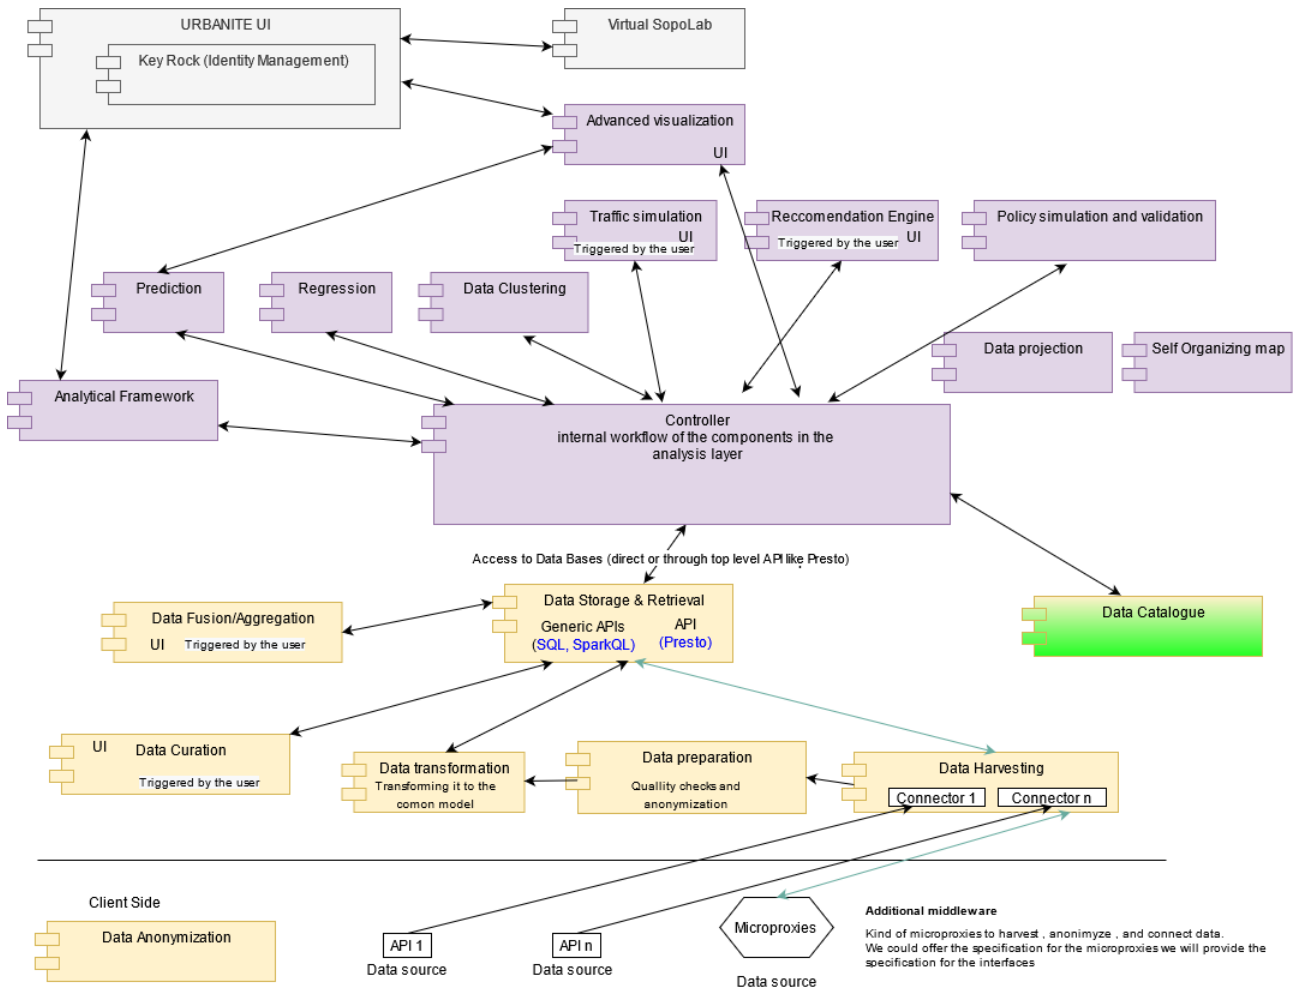 URBANITE UI
Key Rock (Identity Management)
Virtual SopoLab
Advanced visualization
UI
Traffic simulation
UI
Triggered by the user
Reccomendation Engine
Triggered by the user
UI
Policy simulation and validation
Prediction
Regression
Data Clustering
Data projection
Self Organizing map
Analytical Framework
Controller
internal workflow of the components in the
analysis layer
Access to Data Bases (direct or through top level API like Presto)
Data Fusion/Aggregation
UI
Triggered by the user
Data Storage & Retrieval
Generic APIs
(SQL, SparkQL)
API
(Presto)
Data Catalogue
UI
Data Curation
Triggered by the user
Data transformation
Transforming it to the
comon model
Data preparation
Quallity checks and
anonymization
Data Harvesting
Connector 1
Connector n
Client Side
Data Anonymization
API 1
Data source
API n
Data source
Microproxies
Data source
Additional middleware
Kind of microproxies to harvest , anonimyze , and connect data.
We could offer the specification for the microproxies we will provide the
specification for the interfaces